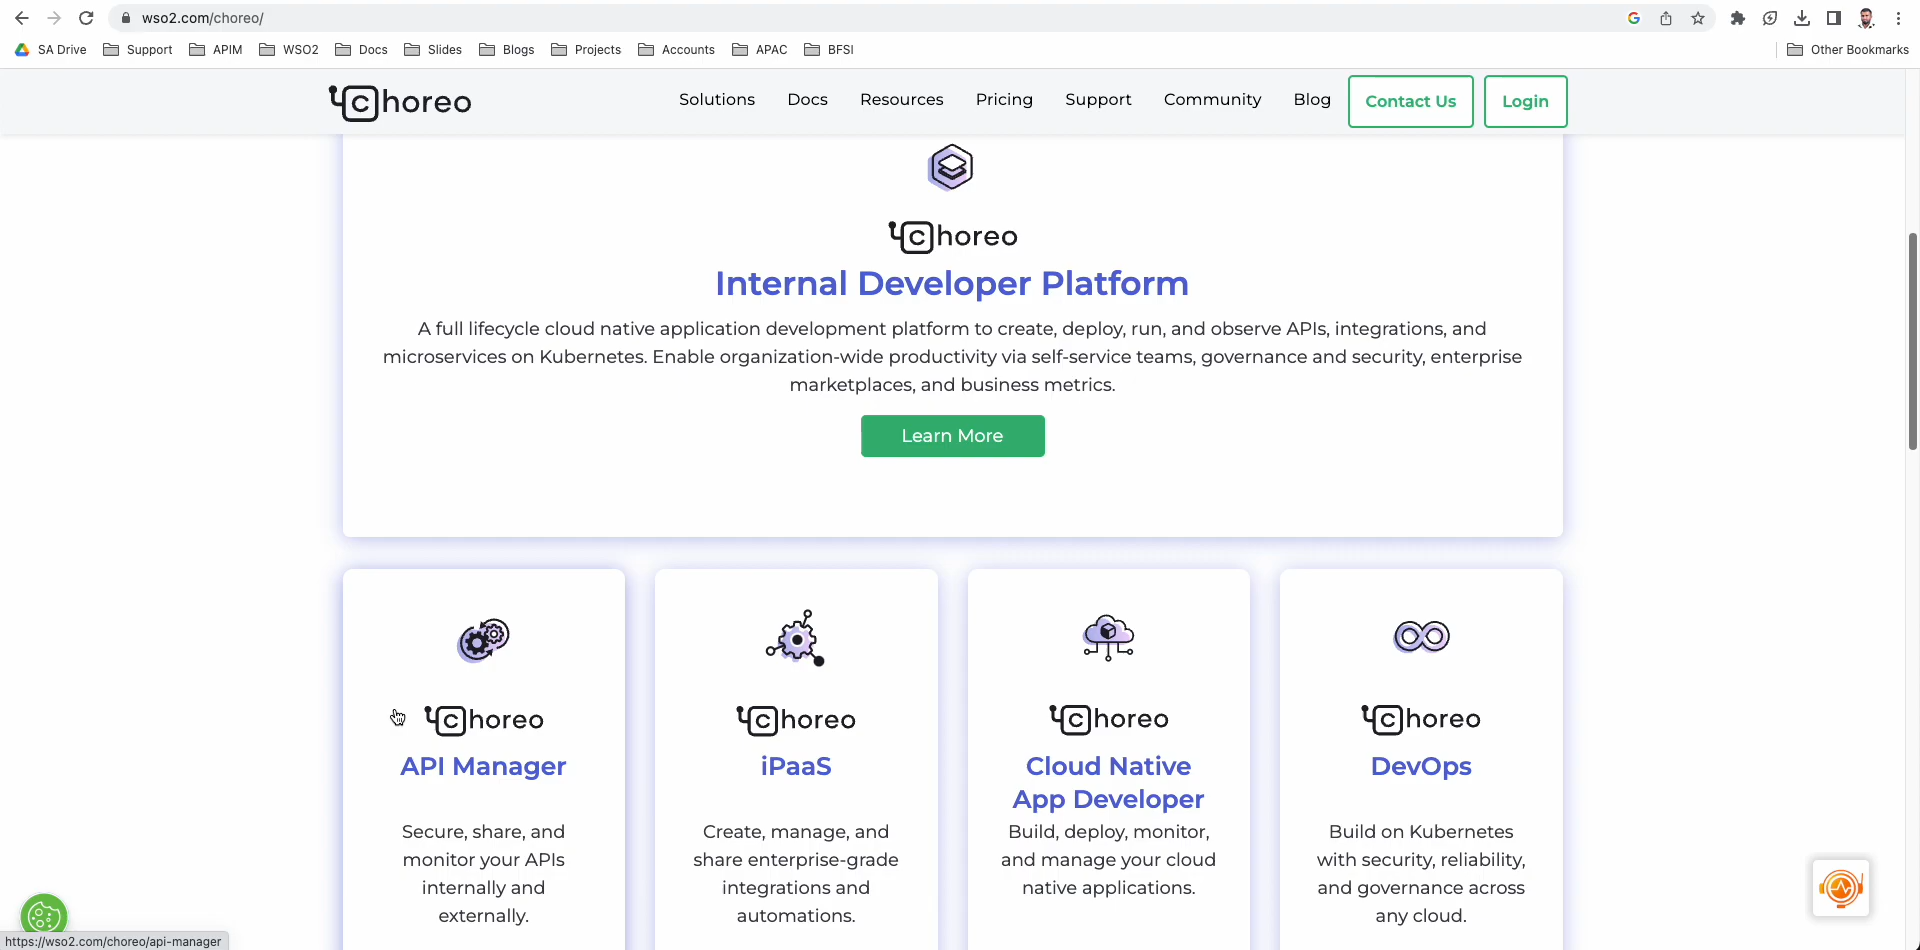 wso2.com/choreo/
SA Drive
Support
APIM
WSO2
Docs
Slides
Blogs
Projects
Accounts
APAC
BFSI
Other Bookmarks
choreo
Solutions
Docs
Resources
Pricing
Support
Community
Blog
Contact Us
Login
choreo
Internal Developer Platform
A full lifecycle cloud native application development platform to create, deploy, run, and observe APIs, integrations, and
microservices on Kubernetes. Enable organization-wide productivity via self-service teams, governance and security, enterprise
marketplaces, and business metrics.
Learn More
choreo
API Manager
Secure, share, and
monitor your APIs
internally and
externally.
choreo
iPaaS
Create, manage, and
share enterprise-grade
integrations and
automations.
choreo
Cloud Native
App Developer
Build, deploy, monitor,
and manage your cloud
native applications.
choreo
DevOps
Build on Kubernetes
with security, reliability,
and governance across
any cloud.
https://wso2.com/choreo/api-manager